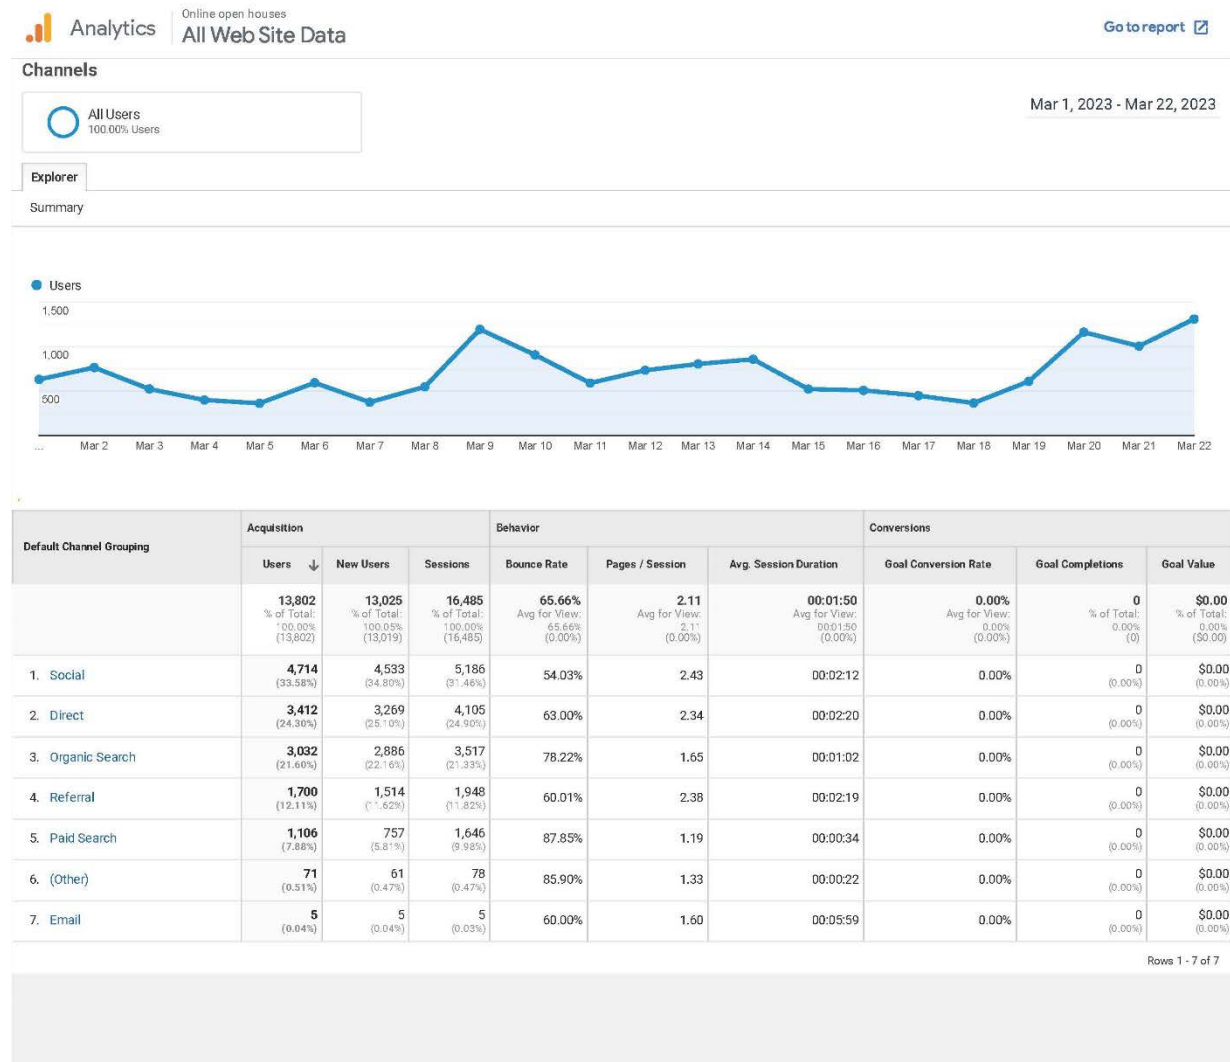 Analytics
Online open houses
All Web Site Data
Go to report
Channels
All Users
100.00% Users
Mar 1, 2023 - Mar 22, 2023
Explorer
Summary
Users
1,500
1,000
500
... Mar 2 Mar 3 Mar 4 Mar 5 Mar 6 Mar 7 Mar 8 Mar 9 Mar 10 Mar 11 Mar 12 Mar 13 Mar 14 Mar 15 Mar 16 Mar 17 Mar 18 Mar 19 Mar 20 Mar 21 Mar 22
Default Channel Grouping
Acquisition Behavior Conversions
Users New Users Sessions Bounce Rate Pages / Session Avg. Session Duration Goal Conversion Rate Goal Completions Goal Value
13,802 13,025 16,485 65.66% 2.11 00:01:50 0.00% 0 $0.00
% of Total: % of Total: % of Total: Avg for View: Avg for View: Avg for View: Avg for View: % of Total: % of Total:
100.00% 100.05% 100.00% 65.66% 2.11 00:01:50 0.00% 0.00% 0.00%
(13,802) (13,019) (16,485) (0.00%) (0.00%) (0.00%) (0.00%) (0) ($0.00)
1. Social 4,714 4,533 5,186 54.03% 2.43 00:02:12 0.00% 0 $0.00
(33.58%) (34.80%) (31.46%) (0.00%) (0.00%)
2. Direct 3,412 3,269 4,105 63.00% 2.34 00:02:20 0.00% 0 $0.00
(24.30%) (25.10%) (24.90%) (0.00%) (0.00%)
3. Organic Search 3,032 2,886 3,517 78.22% 1.65 00:01:02 0.00% 0 $0.00
(21.60%) (22.16%) (21.33%) (0.00%) (0.00%)
4. Referral 1,700 1,514 1,948 60.01% 2.38 00:02:19 0.00% 0 $0.00
(12.11%) (11.62%) (11.82%) (0.00%) (0.00%)
5. Paid Search 1,106 757 1,646 87.85% 1.19 00:00:34 0.00% 0 $0.00
(7.88%) (5.81%) (9.98%) (0.00%) (0.00%)
6. (Other) 71 61 78 85.90% 1.33 00:00:22 0.00% 0 $0.00
(0.51%) (0.47%) (0.47%) (0.00%) (0.00%)
7. Email 5 5 5 60.00% 1.60 00:05:59 0.00% 0 $0.00
(0.04%) (0.04%) (0.03%) (0.00%) (0.00%)
Rows 1 - 7 of 7